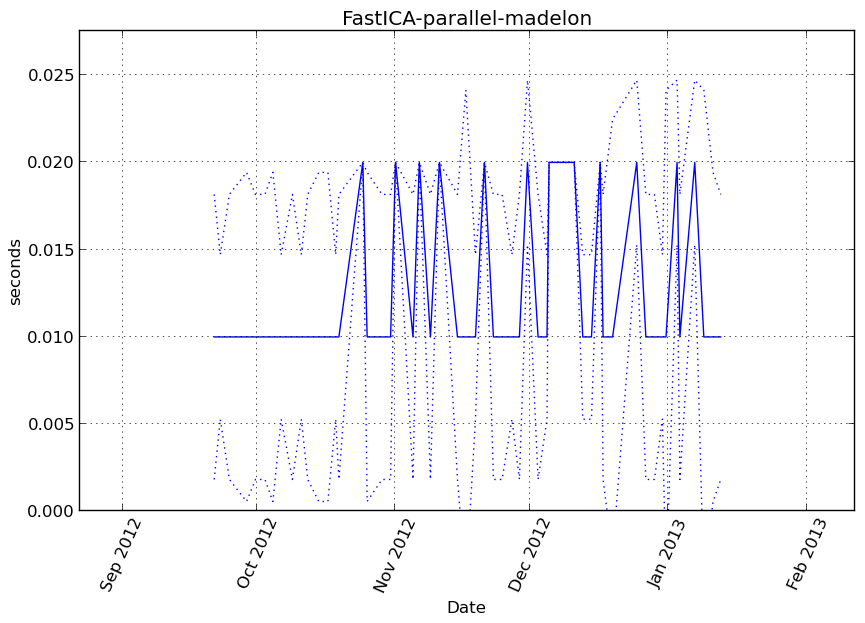 FastICA-parallel-madelon
0.025
0.020
0.015
0.010
0.005
0.000
seconds
Sep 2012
Oct 2012
Nov 2012
Dec 2012
Jan 2013
Feb 2013
Date